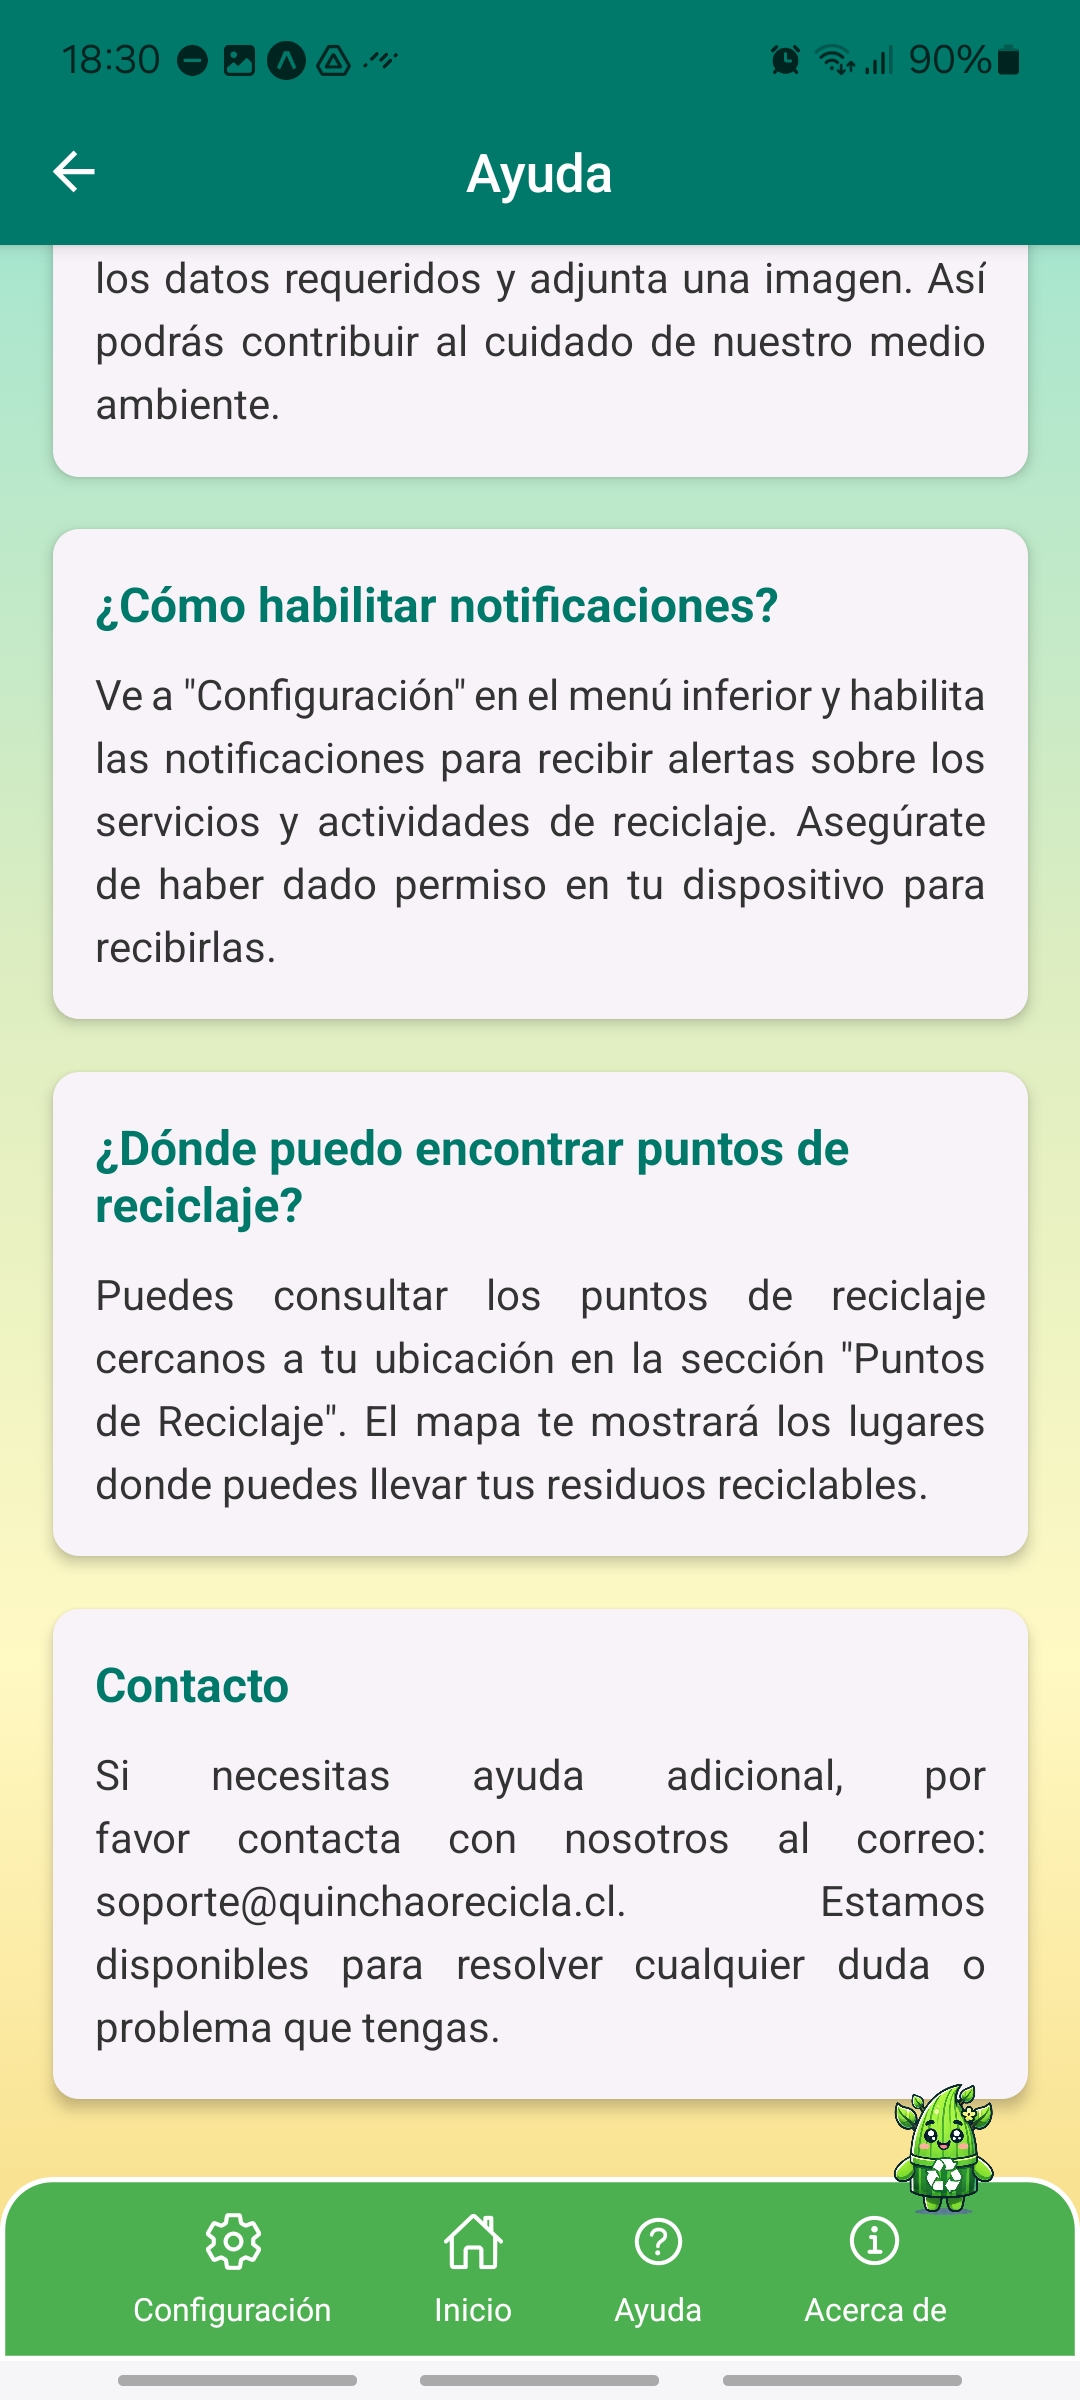 18:30
90%
Ayuda
los datos requeridos y adjunta una imagen. Así
podrás contribuir al cuidado de nuestro medio
ambiente.
¿Cómo habilitar notificaciones?
Ve a "Configuración" en el menú inferior y habilita
las notificaciones para recibir alertas sobre los
servicios y actividades de reciclaje. Asegúrate
de haber dado permiso en tu dispositivo para
recibirlas.
¿Dónde puedo encontrar puntos de
reciclaje?
Puedes consultar los puntos de reciclaje
cercanos a tu ubicación en la sección "Puntos
de Reciclaje". El mapa te mostrará los lugares
donde puedes llevar tus residuos reciclables.
Contacto
Si necesitas ayuda adicional, por
favor contacta con nosotros al correo:
soporte@quinchaorecicla.cl. Estamos
disponibles para resolver cualquier duda o
problema que tengas.
Configuración
Inicio
Ayuda
Acerca de